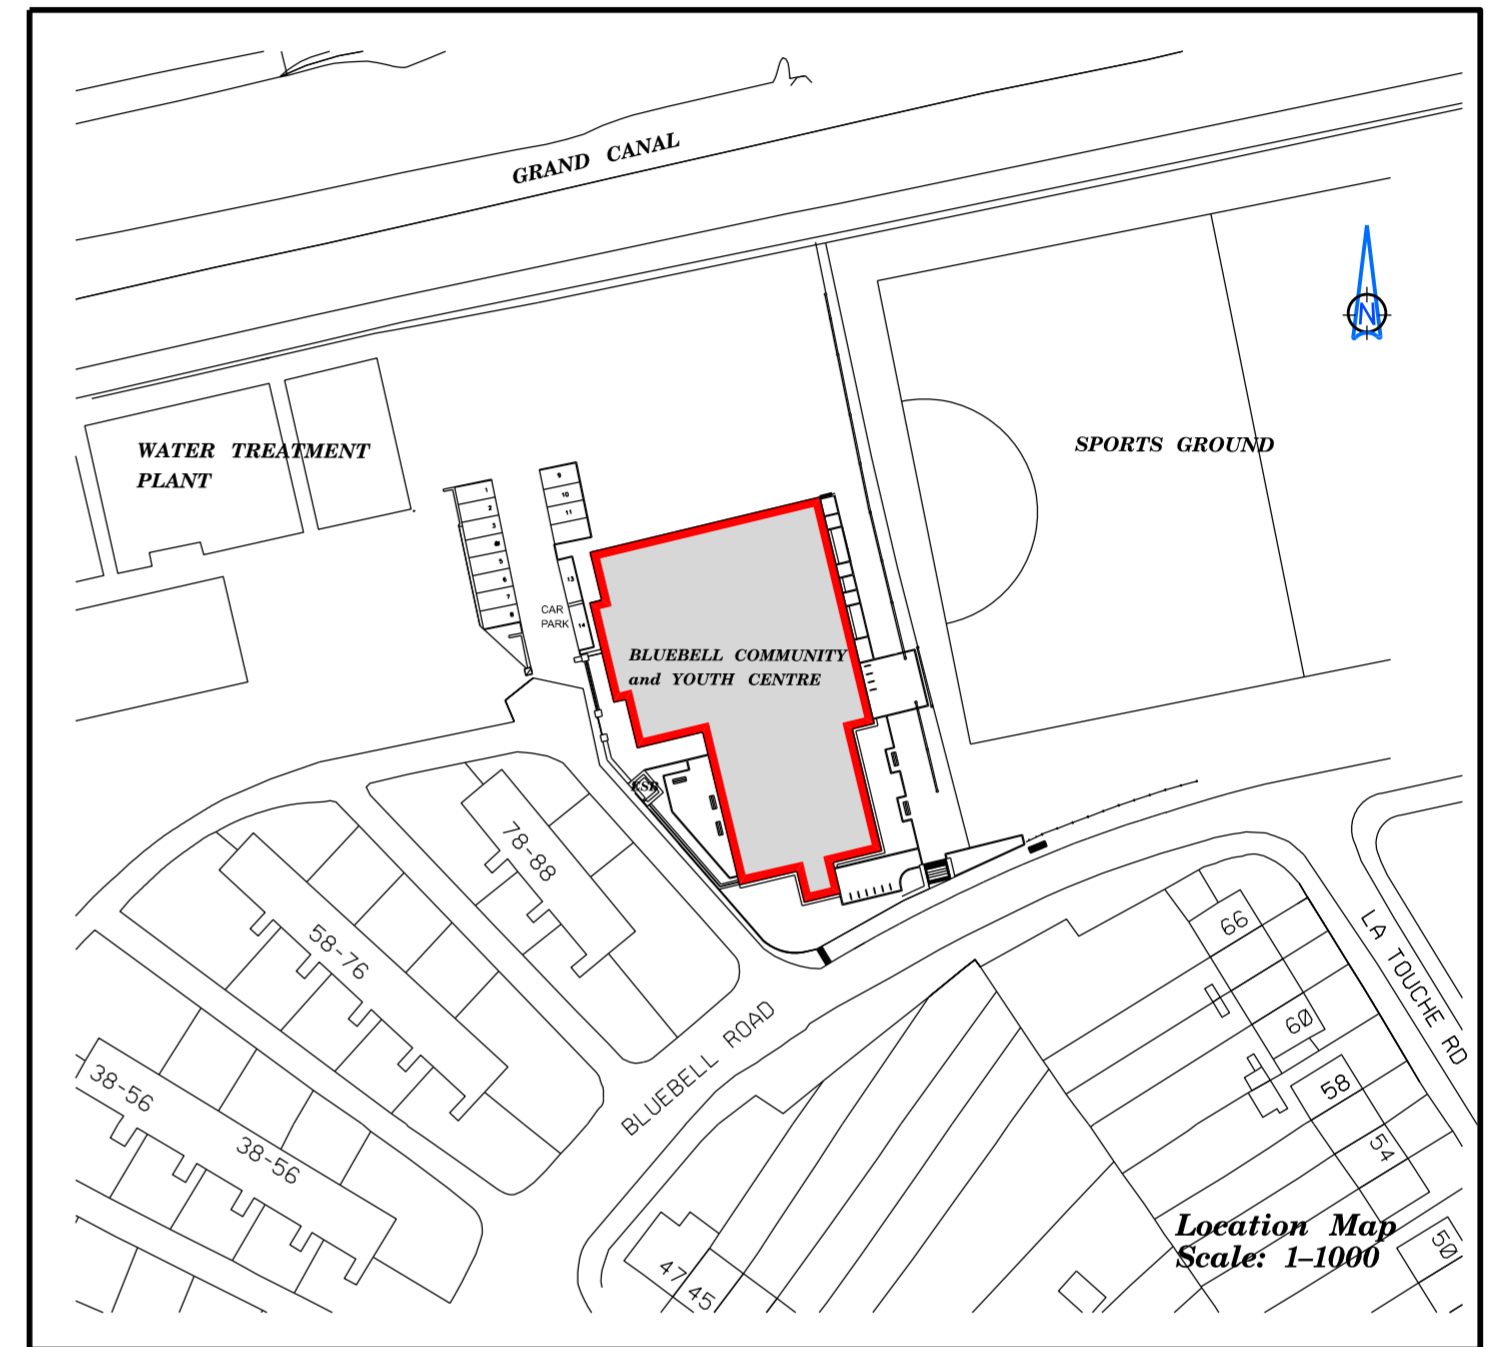 GRAND CANAL
N
WATER TREATMENT
PLANT
SPORTS GROUND
1
2
3
5
6
7
8
9
10
11
13
14
CAR
PARK
BLUEBELL COMMUNITY
and YOUTH CENTRE
ESB
78-88
58-76
38-56
38-56
BLUEBELL ROAD
66
60
58
54
50
LA TOUCHE RD
47 45
Location Map
Scale: 1-1000